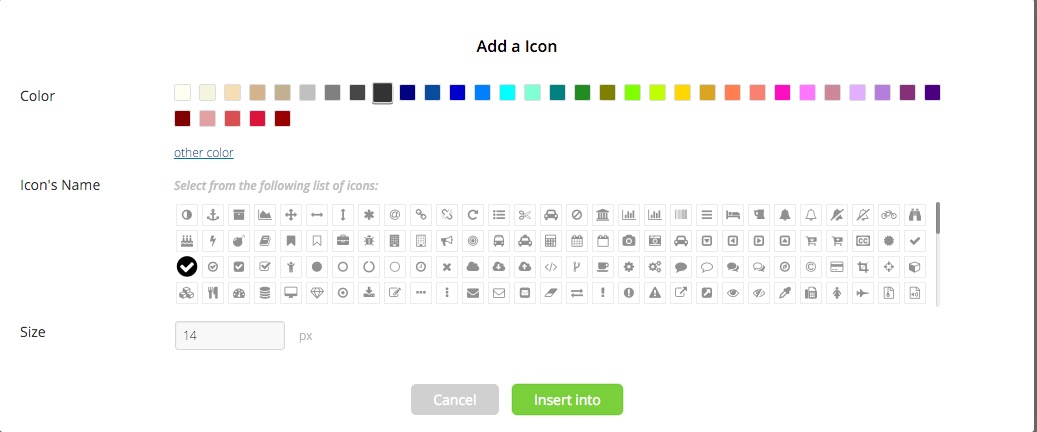 Add a Icon
Color
other color
Icon's Name
Select from the following list of icons:
Size
14
px
Cancel
Insert into